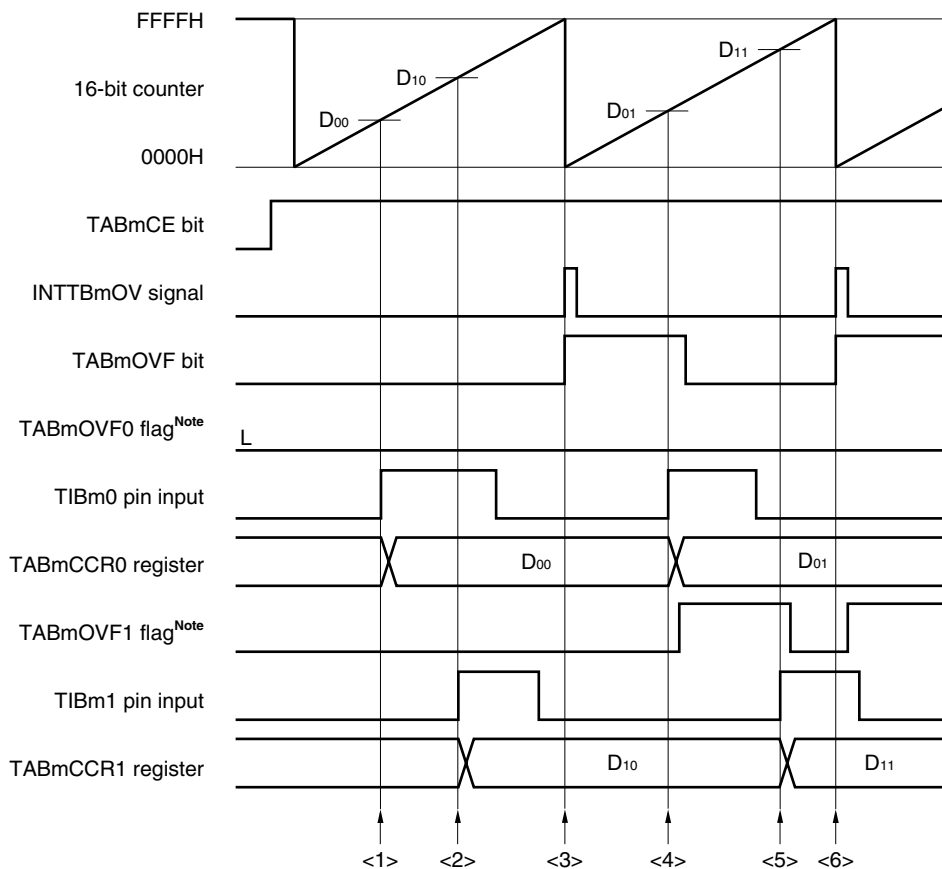 FFFFH
D11
D10
16-bit counter
D01
D00
0000H
TABmCE bit
INTTBmOV signal
TABmOVF bit
TABmOVF0 flagNote
L
TIBm0 pin input
TABmCCR0 register
D00
D01
TABmOVF1 flagNote
TIBm1 pin input
TABmCCR1 register
D10
D11
<1> <2> <3> <4> <5> <6>